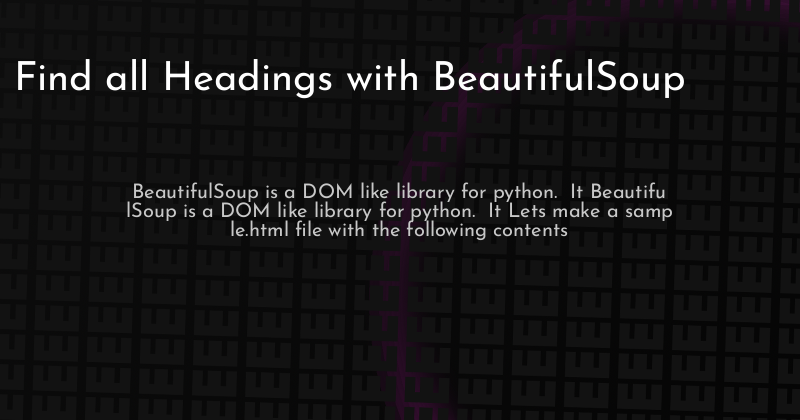 Find all Headings with BeautifulSoup
BeautifulSoup is a DOM like library for python.  It Beautifu
lSoup is a DOM like library for python.  It Lets make a samp
le.html file with the following contents